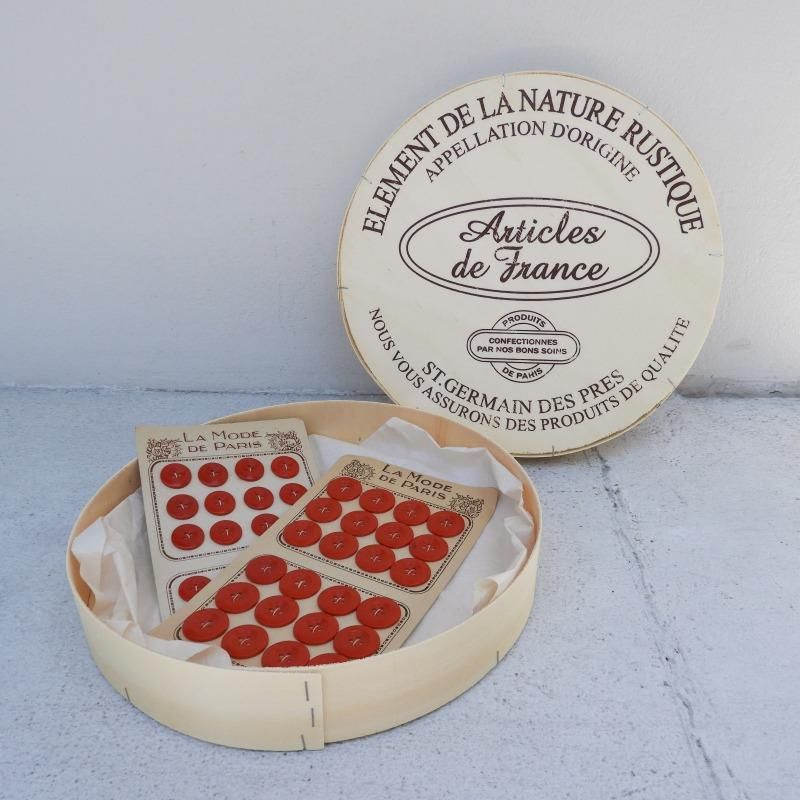 ELEMENT DE LA NATURE RUSTIQUE
APPELLATION D'ORIGINE
Articles
de France
PRODUITS
CONFECTIONNES
PAR NOS BONS SOINS
DE PARIS
ST.GERMAIN DES PRES
NOUS VOUS ASSURONS DES PRODUITS DE QUALITE
LA MODE
DE PARIS
LA MODE
DE PARIS